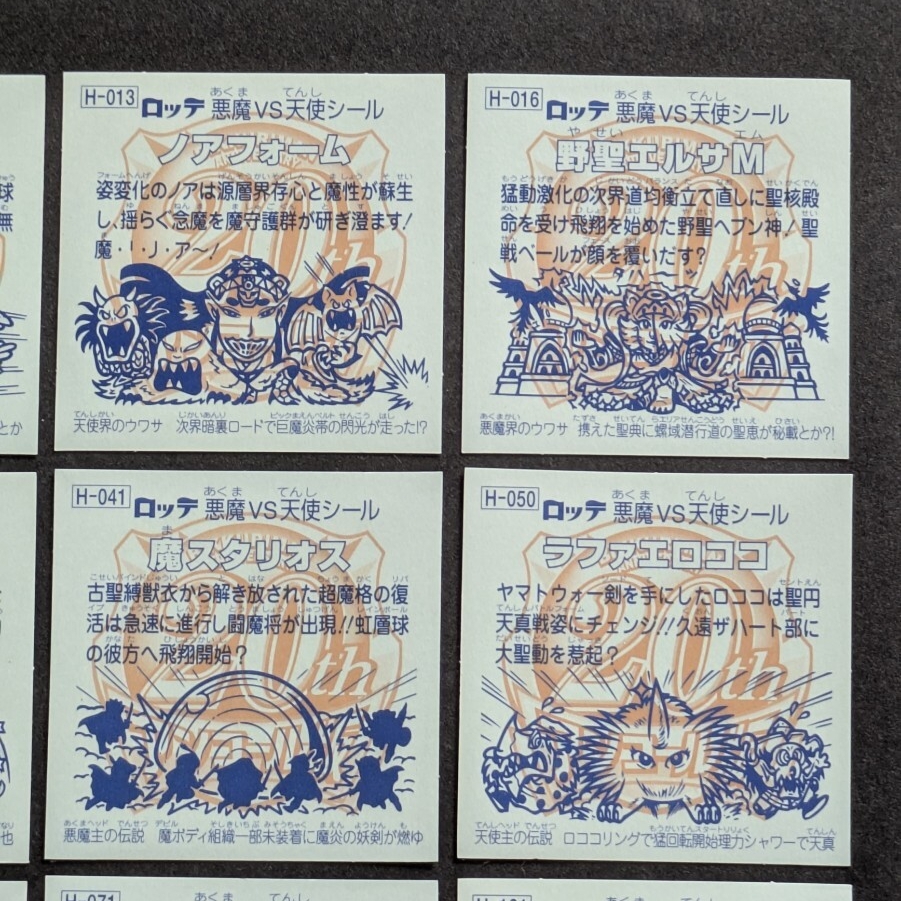 H-013 ロッテ 悪魔VS天使シール
ノアフォーム
姿変化のノアは源層界存心と魔性が蘇生
し、揺らぐ念魔を魔守護群が研ぎ澄ます!
魔・!・ノ・ア〜!
天使界のウワサ 次界暗裏ロードで巨魔炎帯の閃光が走った!?
H-016 ロッテ 悪魔VS天使シール
野聖エルサM
猛動激化の次界道均衡立て直しに聖核殿
命を受け飛翔を始めた野聖ヘブン神!聖
戦ベールが顔を覆いだす?
悪魔界のウワサ 携えた聖典に螺域潜行道の聖恵が秘載とか?!
球
無
とか
H-041 ロッテ 悪魔VS天使シール
魔スタリオス
古聖縛獣衣から解き放された超魔格の復
活は急速に進行し闘魔将が出現!!虹層球
の彼方へ飛翔開始?
悪魔主の伝説 魔ボディ組織一部未装着に魔炎の妖剣が燃ゆ
H-050 ロッテ 悪魔VS天使シール
ラファエロココ
ヤマトウォー剣を手にしたロココは聖円
天真戦姿にチェンジ!!久遠ザハート部に
大聖動を惹起?
天使主の伝説 ロココリングで猛回転開始理力シャワーで天真
也
20th
H-071